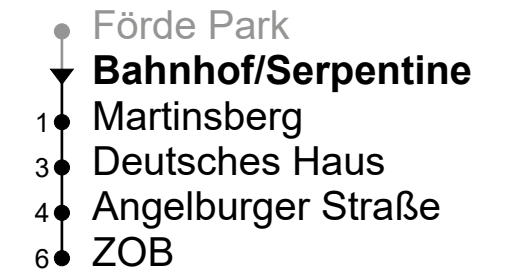 Förde Park
Bahnhof/Serpentine
1 Martinsberg
3 Deutsches Haus
4 Angelburger Straße
6 ZOB